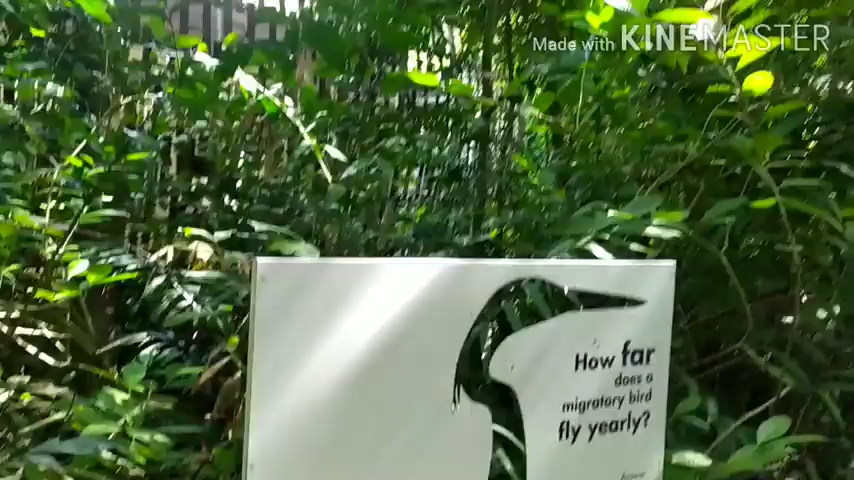 Made with KINEMASTER
How far
does a
migratory bird
fly yearly?